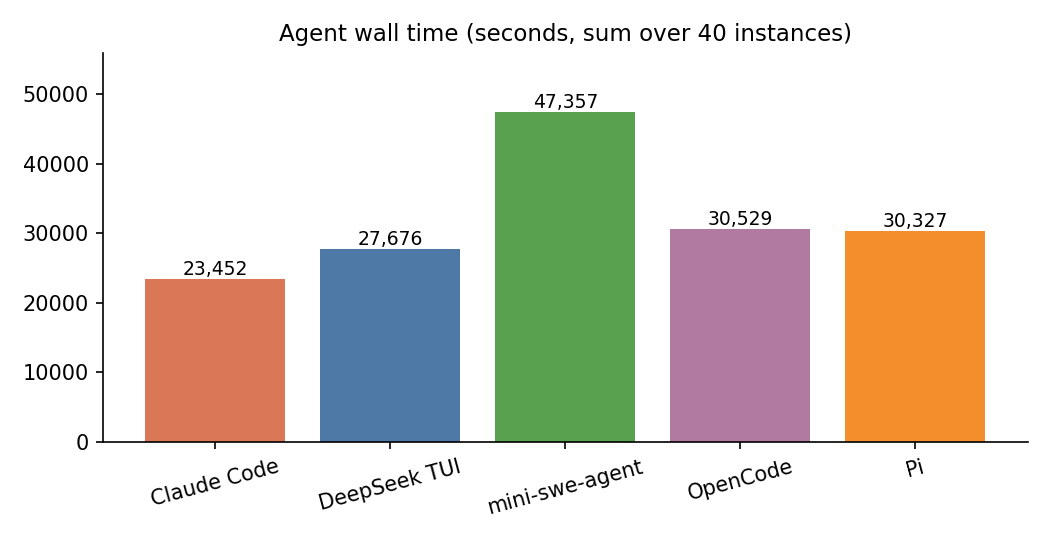 Agent wall time (seconds, sum over 40 instances)
50000
40000
30000
20000
10000
0
23,452
27,676
47,357
30,529
30,327
Claude Code
DeepSeek TUI
mini-swe-agent
OpenCode
Pi